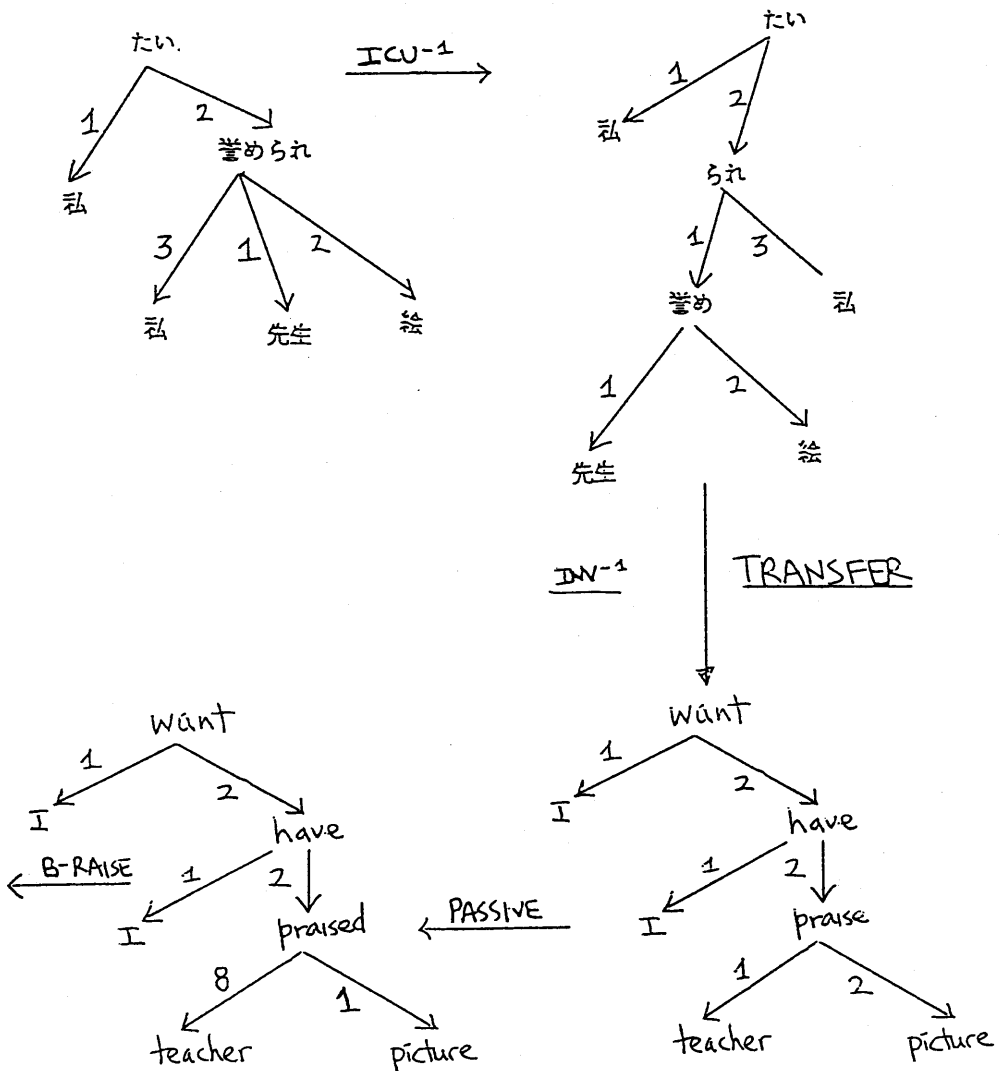 たい.
1
2
私
誉められ
3
1
2
私
先生
絵
ICU-1
たい
1
2
私
られ
1
3
誉め
私
1
2
先生
絵
INV-1
TRANSFER
want
1
2
I
have
1
2
I
praise
1
2
teacher
picture
PASSIVE
want
1
2
I
have
1
2
I
praised
8
1
teacher
picture
B-RAISE